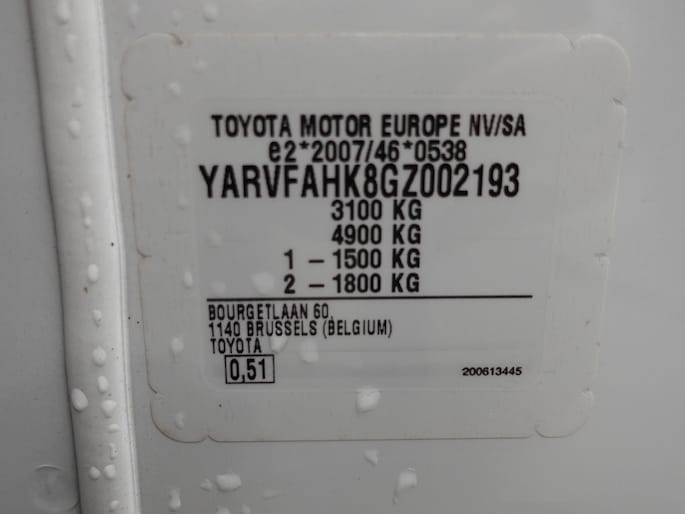 TOYOTA MOTOR EUROPE NV/SA
e2*2007/46*0538
YARVFAHK8GZ002193
3100 KG
4900 KG
1 – 1500 KG
2 – 1800 KG
BOURGETLAAN 60,
1140 BRUSSELS (BELGIUM)
TOYOTA
0,51
200613445